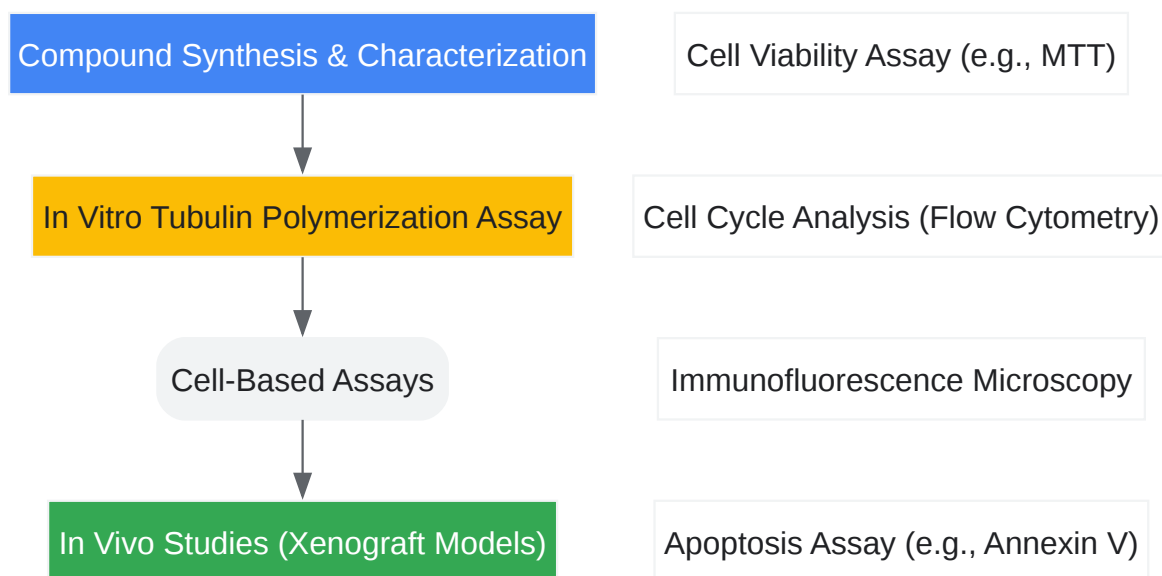 Compound Synthesis & Characterization
Cell Viability Assay (e.g., MTT)
In Vitro Tubulin Polymerization Assay
Cell Cycle Analysis (Flow Cytometry)
Cell-Based Assays
Immunofluorescence Microscopy
In Vivo Studies (Xenograft Models)
Apoptosis Assay (e.g., Annexin V)